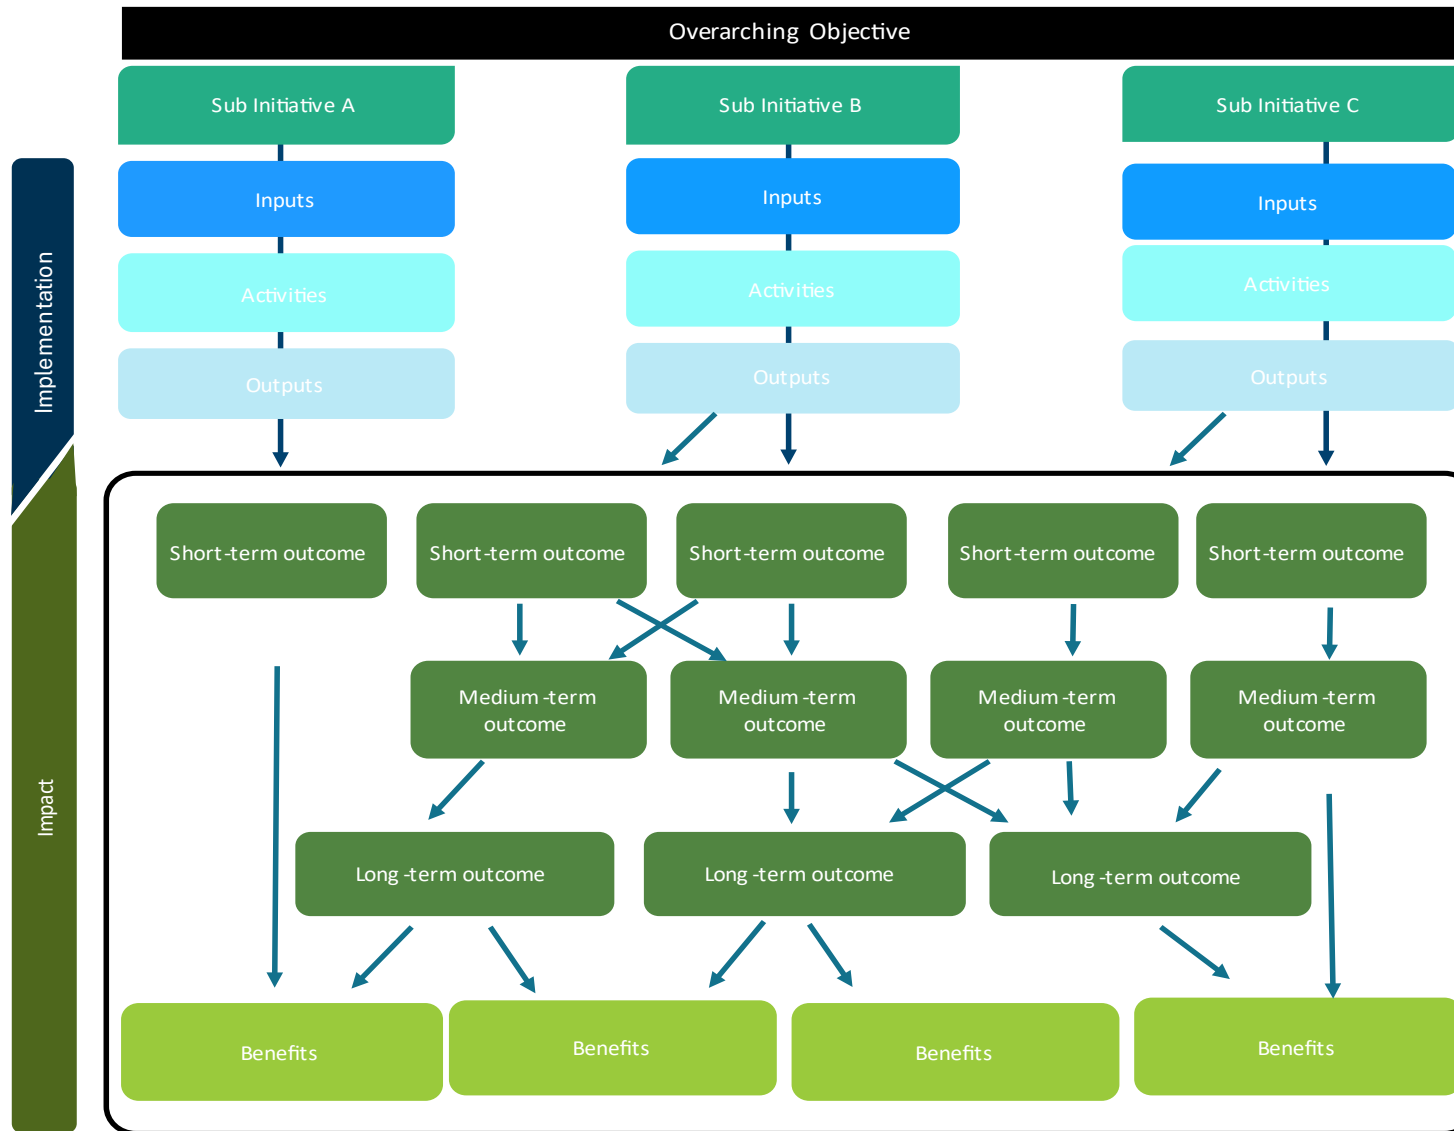 Overarching Objective
Sub Initiative A
Sub Initiative B
Sub Initiative C
Implementation
Inputs
Inputs
Inputs
Activities
Activities
Activities
Outputs
Outputs
Outputs
Impact
Short-term outcome
Short-term outcome
Short-term outcome
Short-term outcome
Short-term outcome
Medium-term
outcome
Medium-term
outcome
Medium-term
outcome
Medium-term
outcome
Long-term outcome
Long-term outcome
Long-term outcome
Benefits
Benefits
Benefits
Benefits